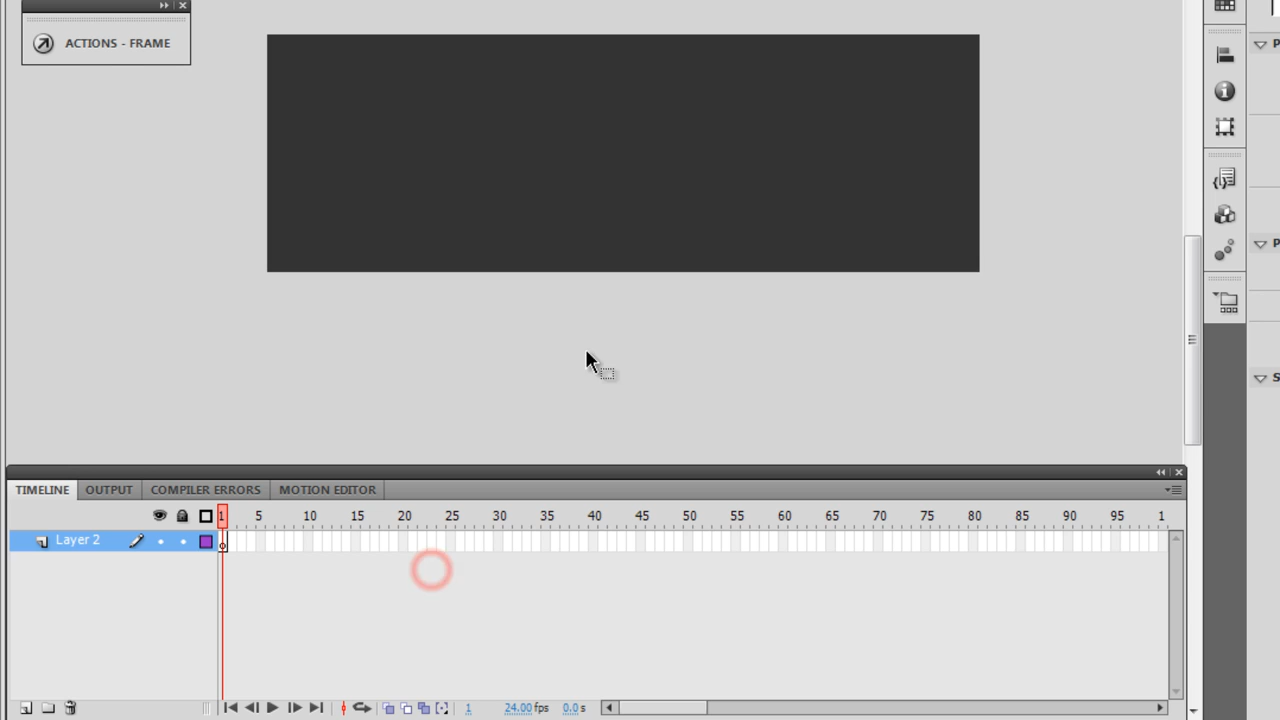 ACTIONS - FRAME
P
P
S
TIMELINE OUTPUT COMPILER ERRORS MOTION EDITOR
1 5 10 15 20 25 30 35 40 45 50 55 60 65 70 75 80 85 90 95 1
Layer 2
1 24.00 fps 0.0 s